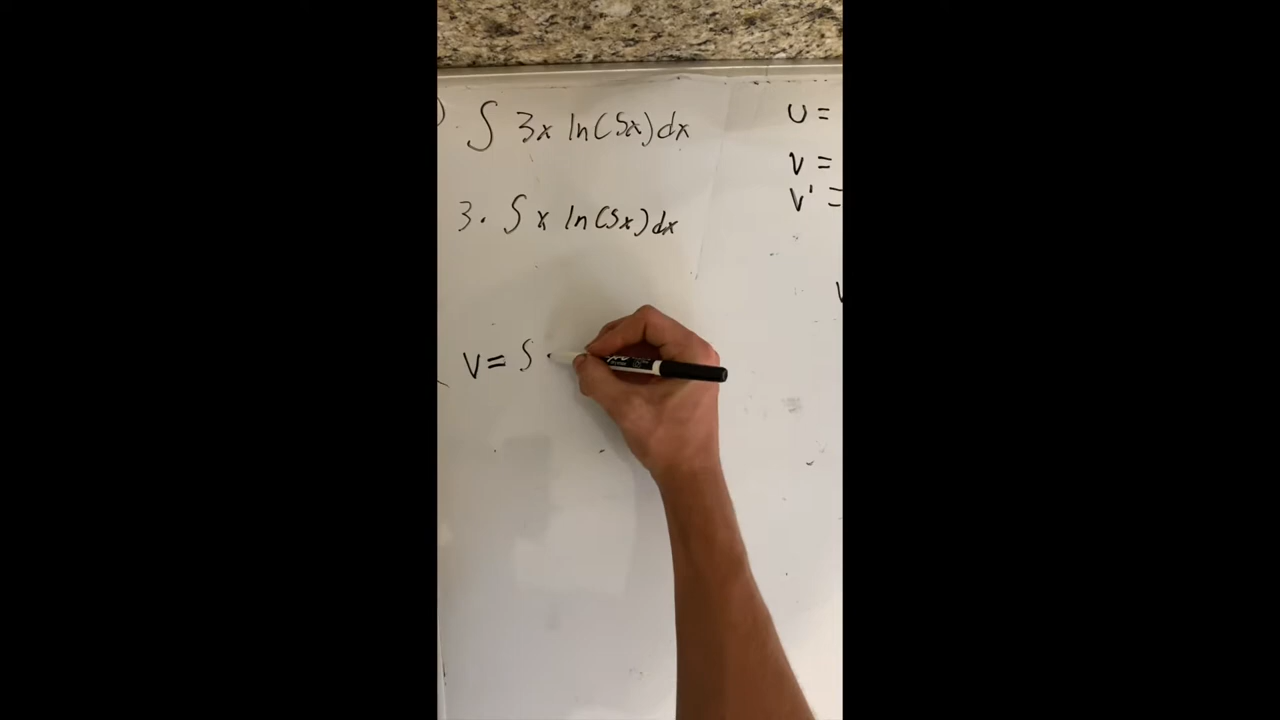 ∫ 3x ln(5x)dx
u =
3. ∫ x ln(5x)dx
v =
v' =
v = ∫